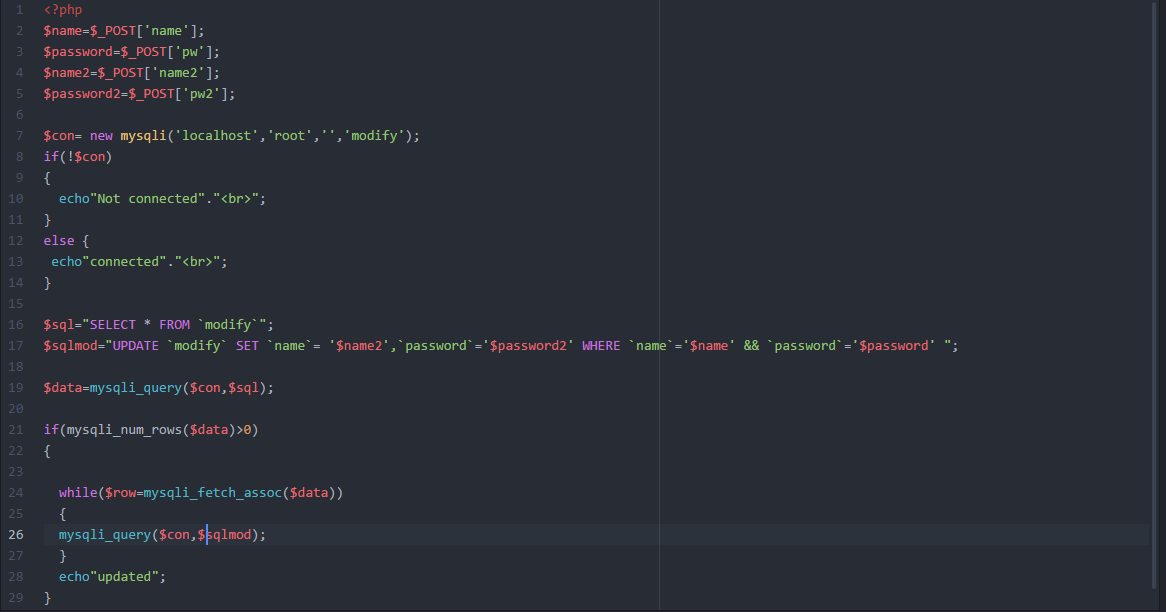 1 <?php
2 $name=$_POST['name'];
3 $password=$_POST['pw'];
4 $name2=$_POST['name2'];
5 $password2=$_POST['pw2'];
6
7 $con= new mysqli('localhost','root','','modify');
8 if(!$con)
9 {
10   echo"Not connected"."<br>";
11 }
12 else {
13  echo"connected"."<br>";
14 }
15
16 $sql="SELECT * FROM `modify`";
17 $sqlmod="UPDATE `modify` SET `name`= '$name2',`password`='$password2' WHERE `name`='$name' && `password`='$password' ";
18
19 $data=mysqli_query($con,$sql);
20
21 if(mysqli_num_rows($data)>0)
22 {
23
24   while($row=mysqli_fetch_assoc($data))
25   {
26   mysqli_query($con,$sqlmod);
27   }
28   echo"updated";
29 }